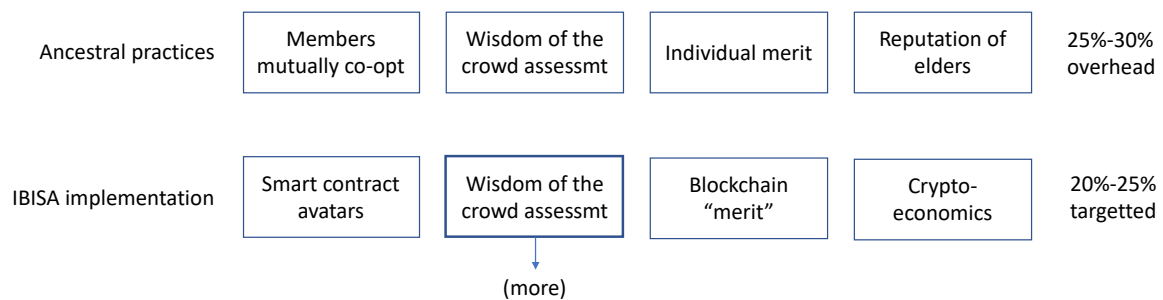 Ancestral practices
Members
mutually co-opt
Wisdom of the
crowd assessmt
Individual merit
Reputation of
elders
25%-30%
overhead
IBISA implementation
Smart contract
avatars
Wisdom of the
crowd assessmt
Blockchain
“merit”
Crypto-
economics
20%-25%
targetted
(more)